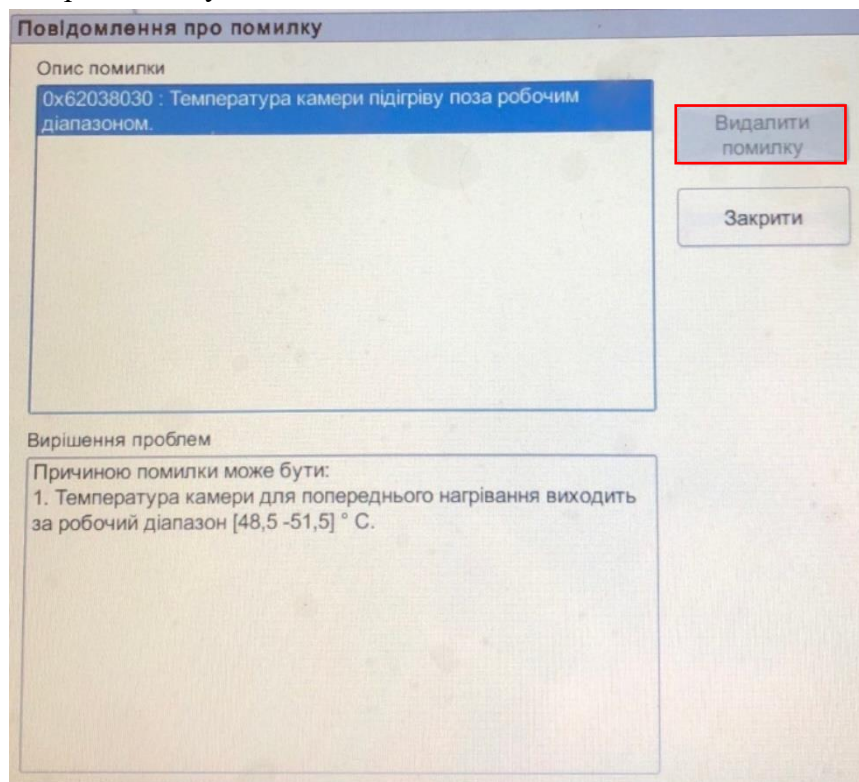 Повідомлення про помилку
Опис помилки
0x62038030 : Температура камери підігріву поза робочим
діапазоном.
Видалити
помилку
Закрити
Вирішення проблем
Причиною помилки може бути:
1. Температура камери для попереднього нагрівання виходить
за робочий діапазон [48,5 -51,5] ° C.